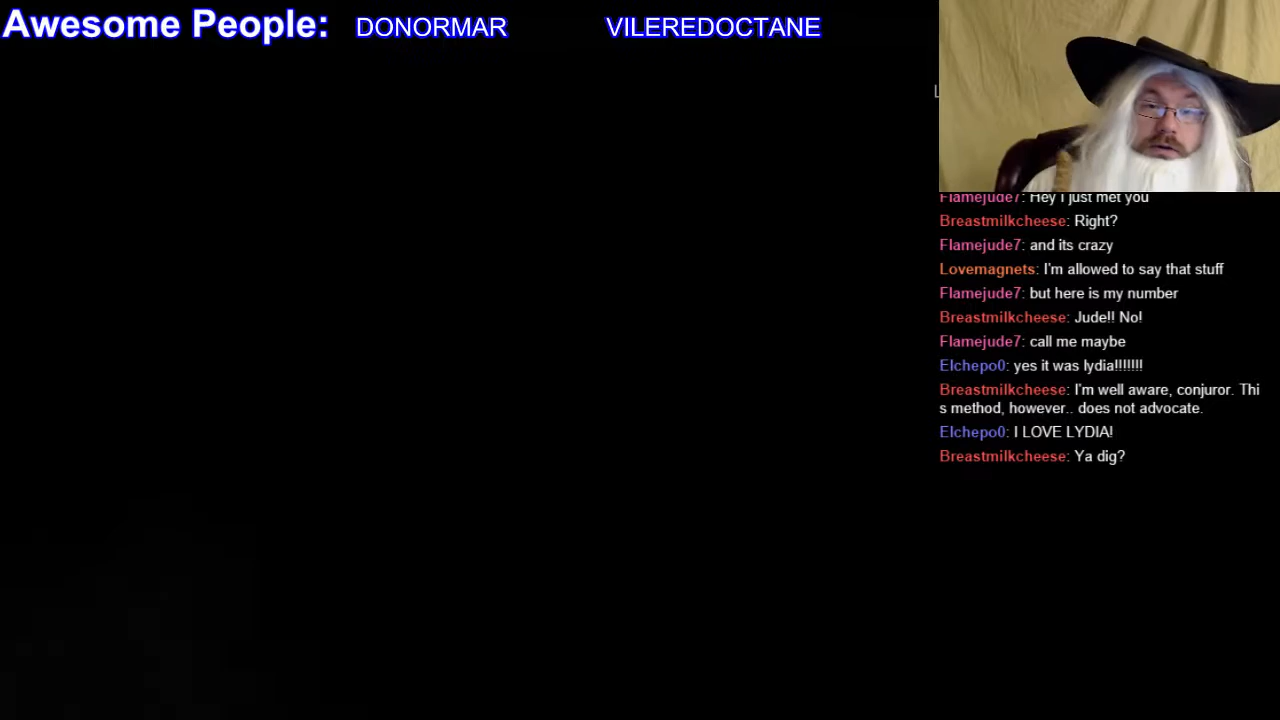 Awesome People: DONORMAR VILEREDOCTANE
Flamejude7: Hey I just met you
Breastmilkcheese: Right?
Flamejude7: and its crazy
Lovemagnets: I'm allowed to say that stuff
Flamejude7: but here is my number
Breastmilkcheese: Jude!! No!
Flamejude7: call me maybe
Elchepo0: yes it was lydia!!!!!!!
Breastmilkcheese: I'm well aware, conjuror. Thi
s method, however.. does not advocate.
Elchepo0: I LOVE LYDIA!
Breastmilkcheese: Ya dig?